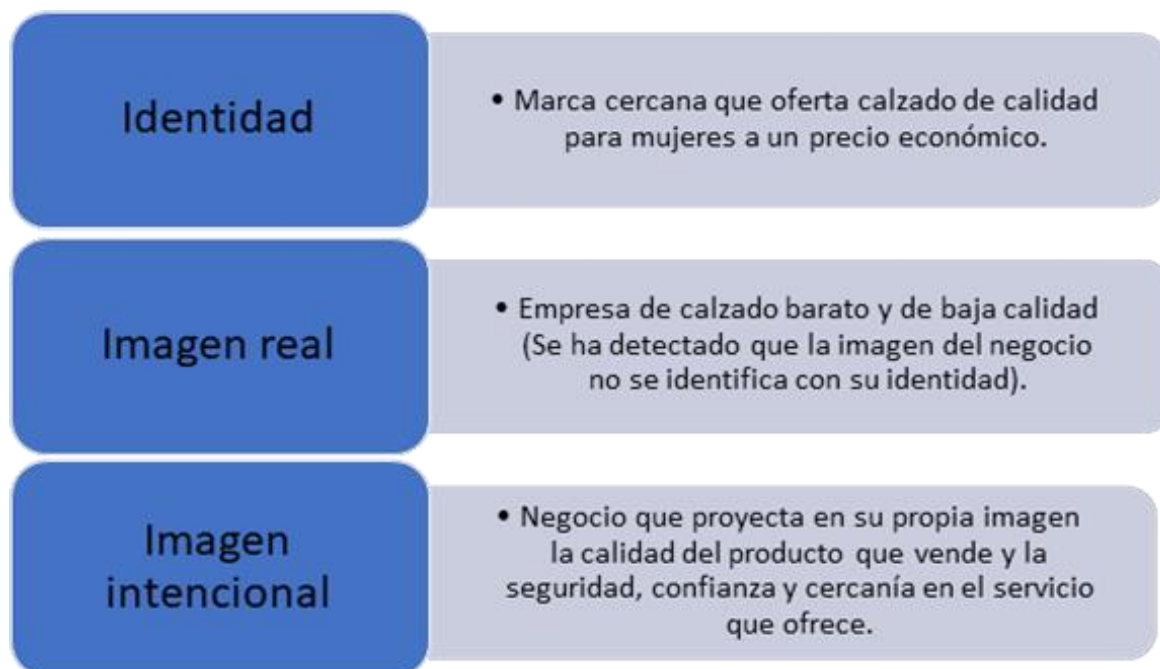 Identidad
• Marca cercana que oferta calzado de calidad
para mujeres a un precio económico.
Imagen real
• Empresa de calzado barato y de baja calidad
(Se ha detectado que la imagen del negocio
no se identifica con su identidad).
Imagen
intencional
• Negocio que proyecta en su propia imagen
la calidad del producto que vende y la
seguridad, confianza y cercanía en el servicio
que ofrece.